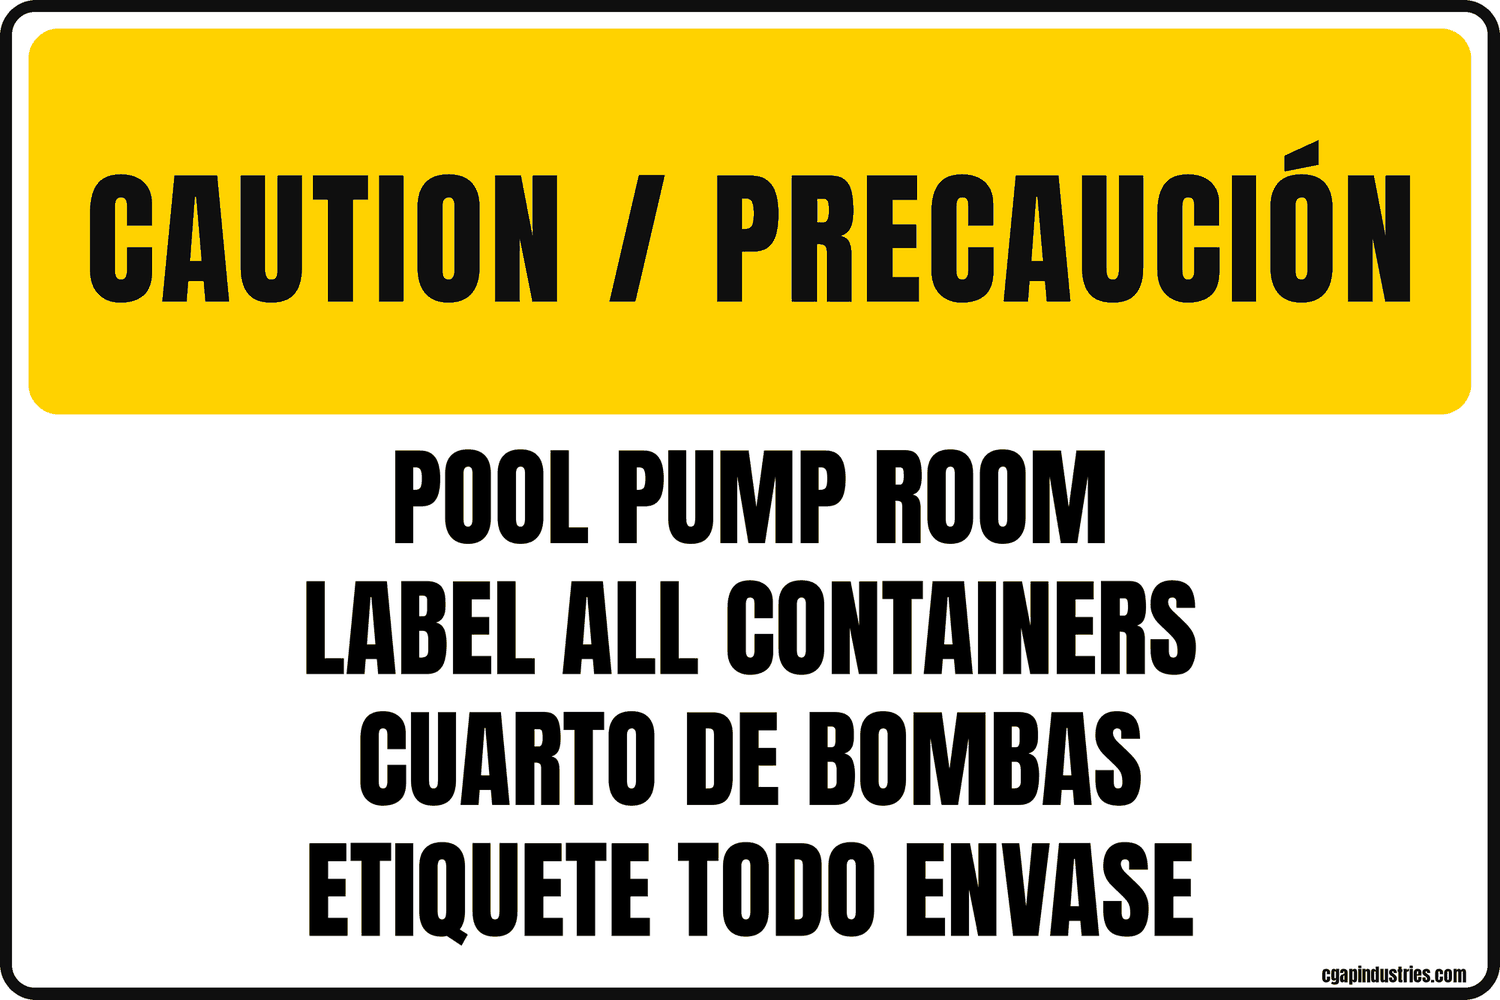 CAUTION / PRECAUCIÓN
POOL PUMP ROOM
LABEL ALL CONTAINERS
CUARTO DE BOMBAS
ETIQUETE TODO ENVASE
cgapindustries.com